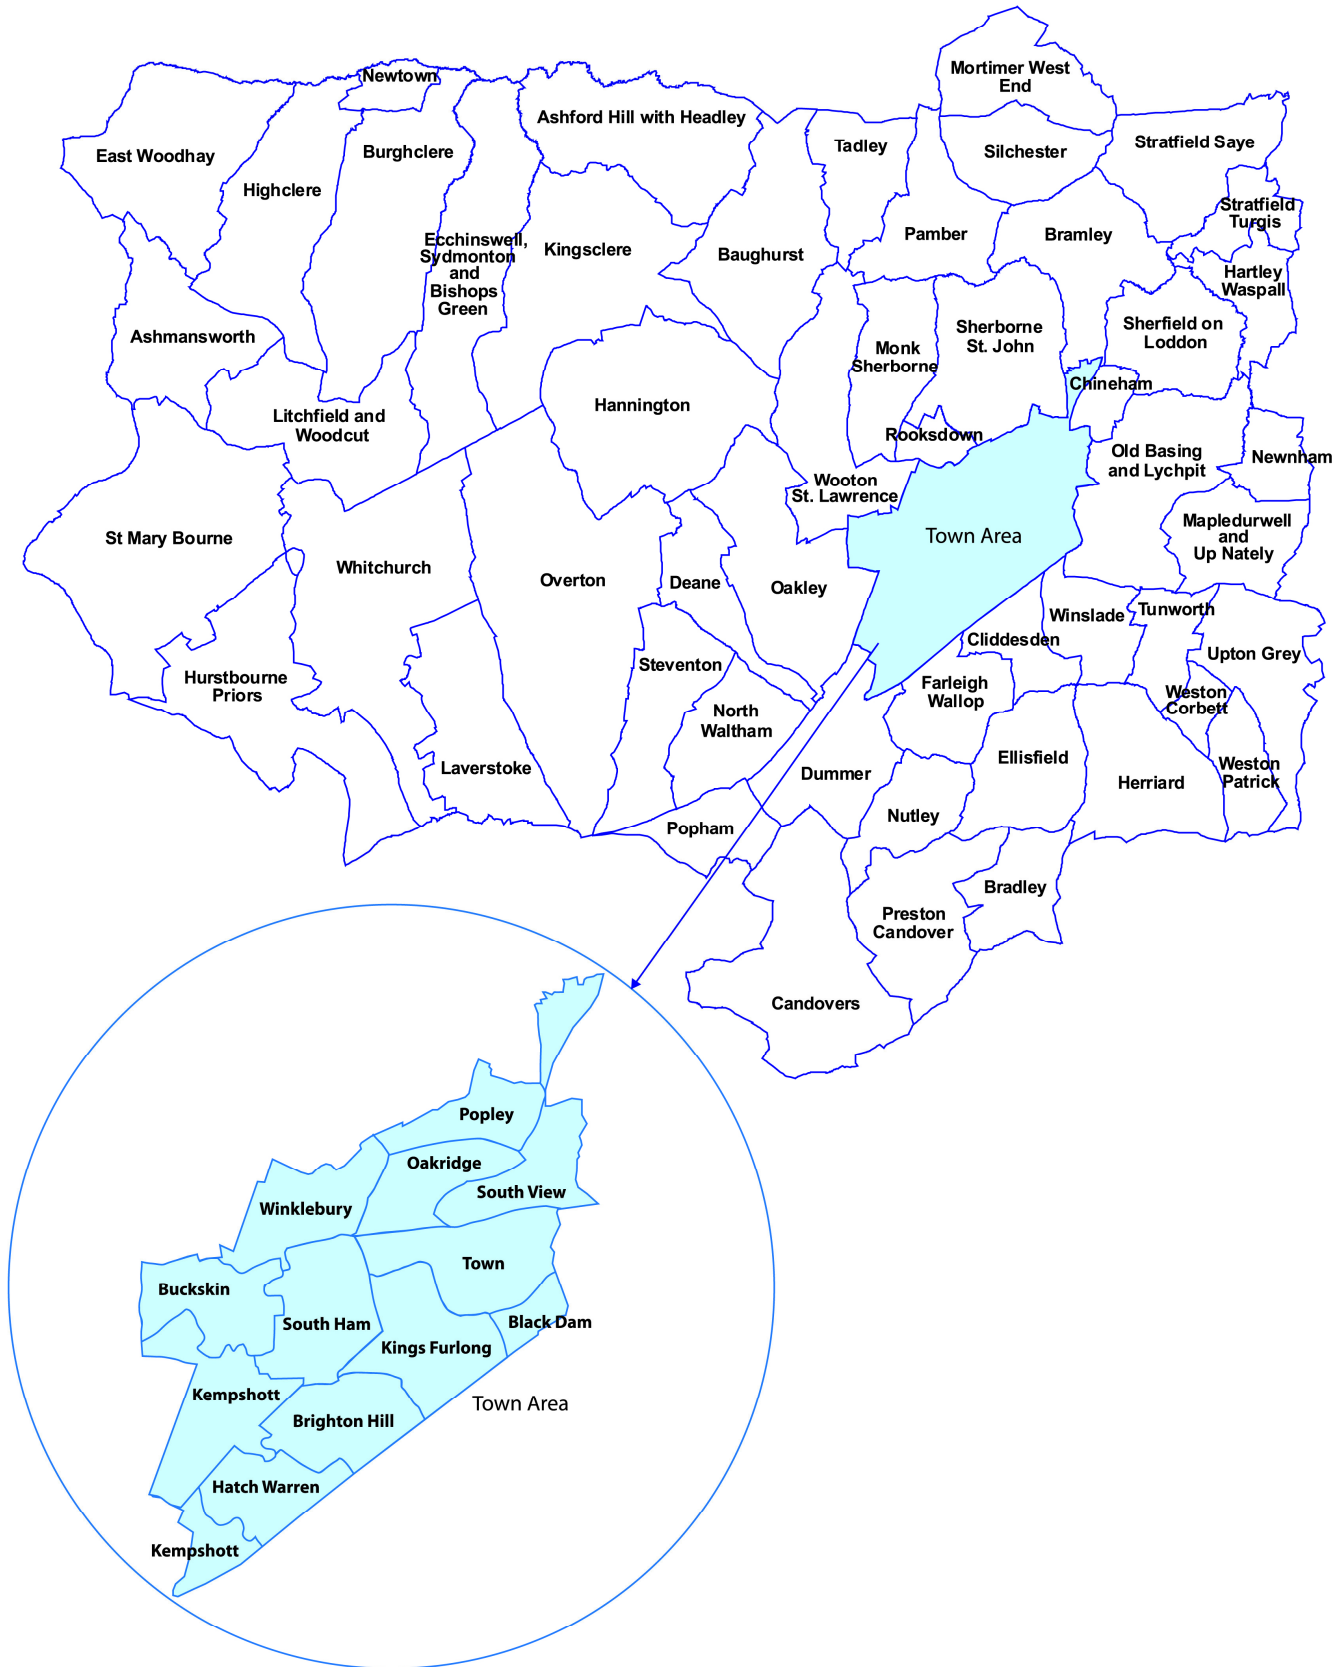 Mortimer West
End
Newtown
Ashford Hill with Headley
East Woodhay
Highclere
Burghclere
Tadley
Silchester
Stratfield Saye
Stratfield
Turgis
Ecchinswell,
Sydmonton
and
Bishops
Green
Kingsclere
Baughurst
Pamber
Bramley
Hartley
Waspall
Ashmansworth
Monk
Sherborne
Sherborne
St. John
Sherfield on
Loddon
Chineham
Litchfield and
Woodcut
Hannington
Rooksdown
Old Basing
and Lychpit
Newnham
Wooton
St. Lawrence
St Mary Bourne
Whitchurch
Overton
Deane
Oakley
Town Area
Mapledurwell
and
Up Nately
Winslade
Tunworth
Cliddesden
Upton Grey
Hurstbourne
Priors
Steventon
North
Waltham
Farleigh
Wallop
Weston
Corbett
Laverstoke
Dummer
Ellisfield
Herriard
Weston
Patrick
Popham
Nutley
Preston
Candover
Bradley
Candovers
Popley
Oakridge
South View
Winklebury
Town
Buckskin
South Ham
Black Dam
Kings Furlong
Kempshott
Town Area
Brighton Hill
Hatch Warren
Kempshott